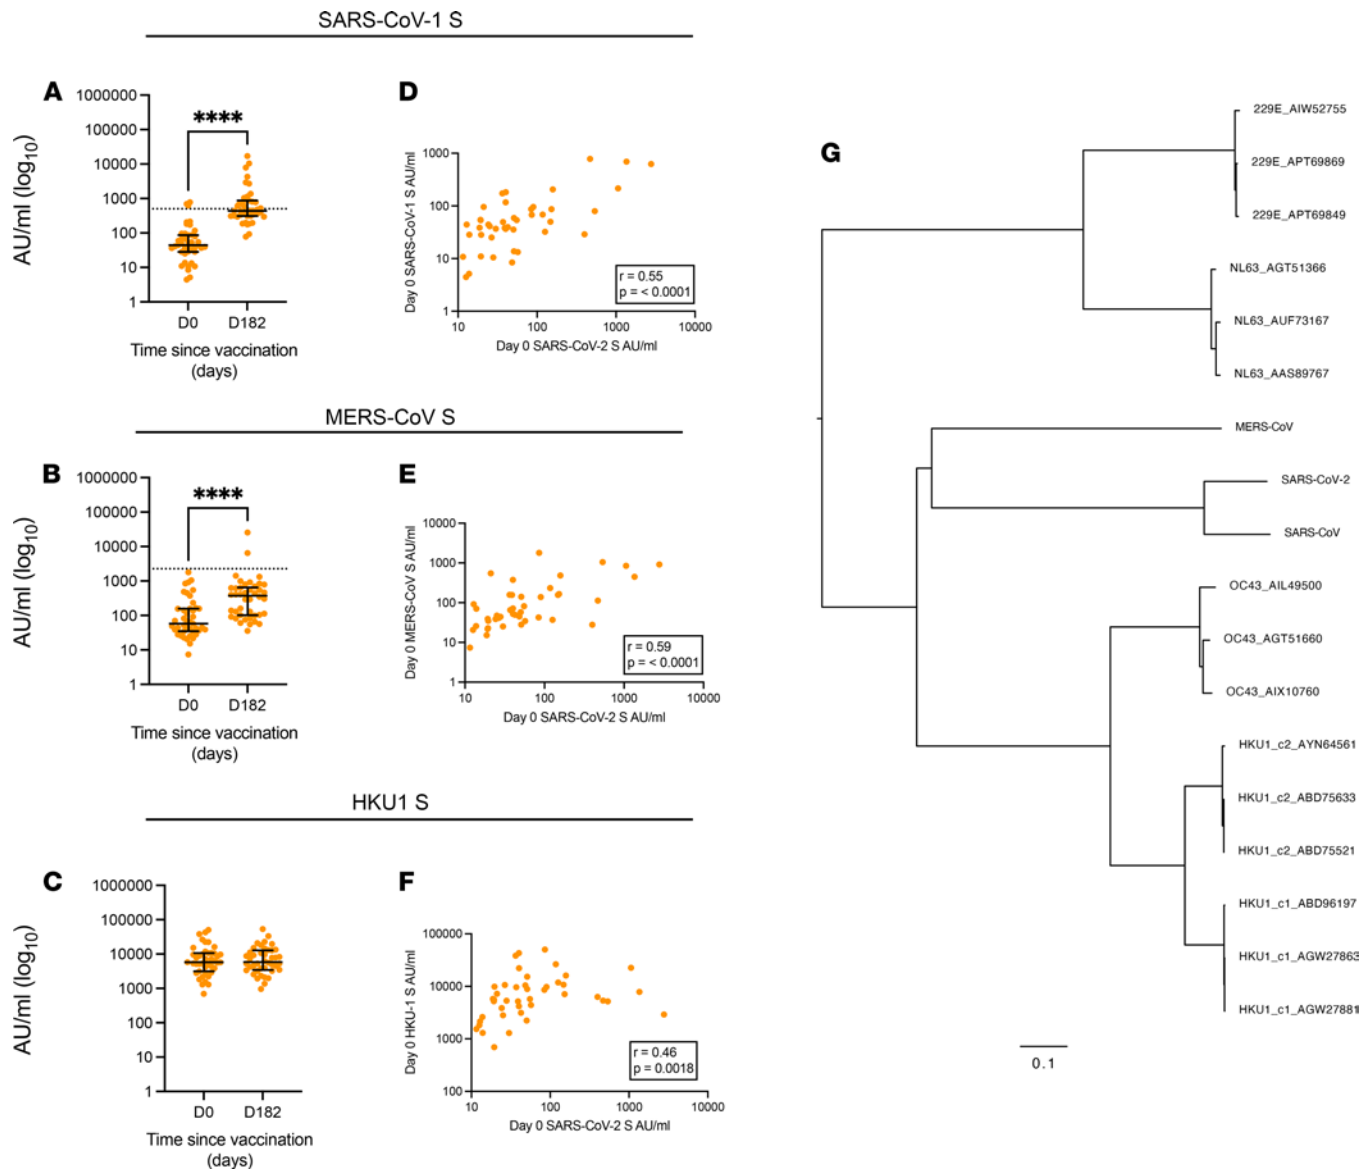 SARS-CoV-1 S
A
AU/ml (log10)
1000000
100000
10000
1000
100
10
1
****
D0 D182
Time since vaccination
(days)
D
Day 0 SARS-CoV-1 S AU/ml
1000
100
10
1
r = 0.55
p = < 0.0001
10 100 1000 10000
Day 0 SARS-CoV-2 S AU/ml
MERS-CoV S
B
AU/ml (log10)
1000000
100000
10000
1000
100
10
1
****
D0 D182
Time since vaccination
(days)
E
Day 0 MERS-CoV S AU/ml
10000
1000
100
10
1
r = 0.59
p = < 0.0001
10 100 1000 10000
Day 0 SARS-CoV-2 S AU/ml
HKU1 S
C
AU/ml (log10)
1000000
100000
10000
1000
100
10
1
D0 D182
Time since vaccination
(days)
F
Day 0 HKU-1 S AU/ml
100000
10000
1000
100
r = 0.46
p = 0.0018
10 100 1000 10000
Day 0 SARS-CoV-2 S AU/ml
G
229E_AIW52755
229E_APT69869
229E_APT69849
NL63_AGT51366
NL63_AUF73167
NL63_AAS89767
MERS-CoV
SARS-CoV-2
SARS-CoV
OC43_AIL49500
OC43_AGT51660
OC43_AIX10760
HKU1_c2_AYN64561
HKU1_c2_ABD75633
HKU1_c2_ABD75521
HKU1_c1_ABD96197
HKU1_c1_AGW27863
HKU1_c1_AGW27881
0.1